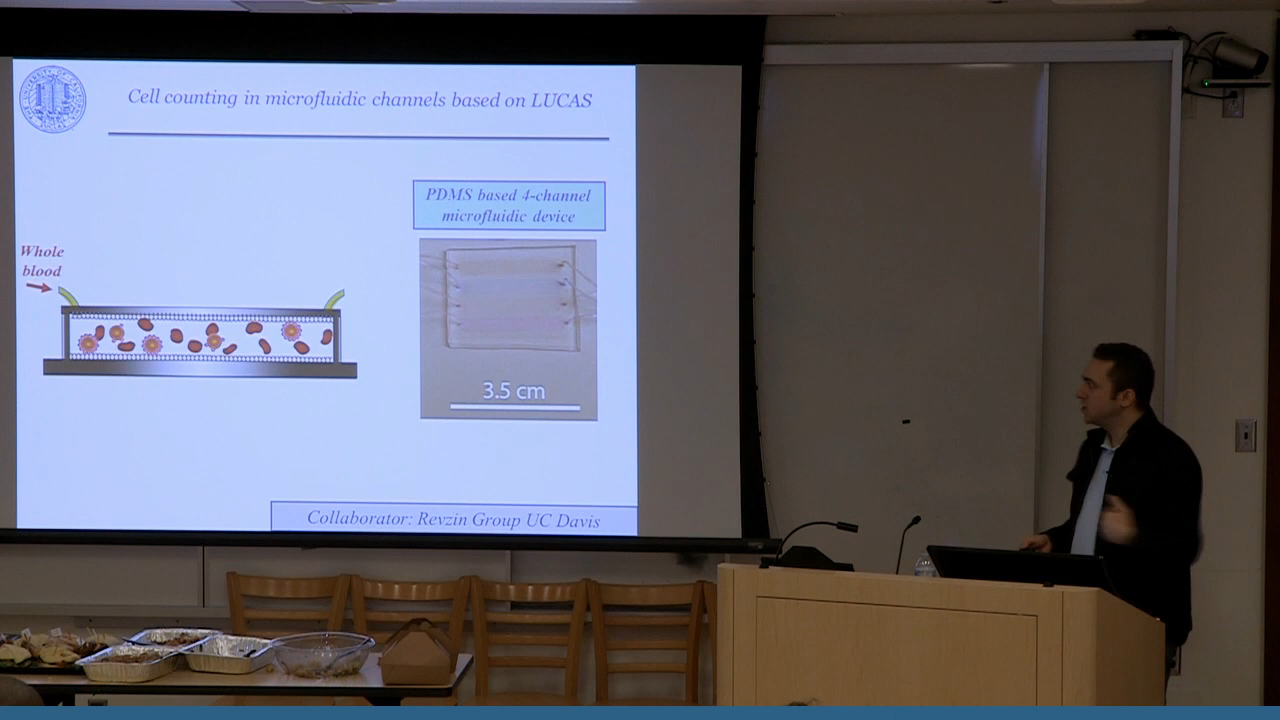 Cell counting in microfluidic channels based on LUCAS
PDMS based 4-channel
microfluidic device
Whole
blood
3.5 cm
Collaborator: Revzin Group UC Davis